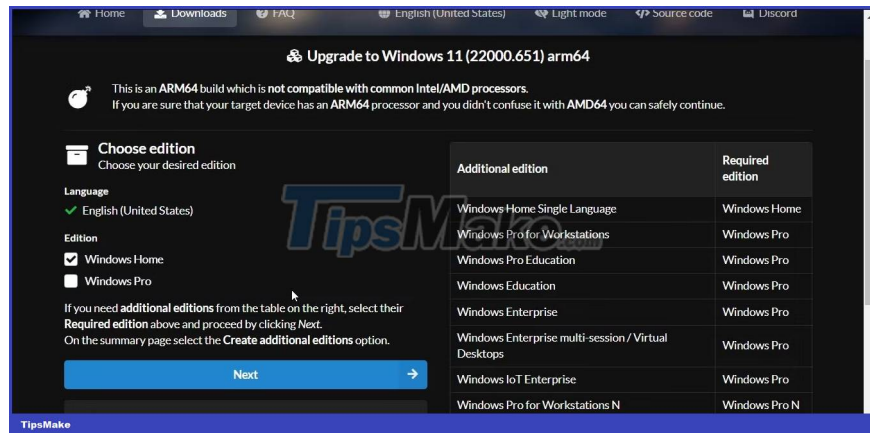 Home Downloads FAQ English (United States) Light mode Source code Discord
Upgrade to Windows 11 (22000.651) arm64
This is an ARM64 build which is not compatible with common Intel/AMD processors.
If you are sure that your target device has an ARM64 processor and you didn't confuse it with AMD64 you can safely continue.
Choose edition
Choose your desired edition
Language
English (United States)
Edition
Windows Home
Windows Pro
If you need additional editions from the table on the right, select their
Required edition above and proceed by clicking Next.
On the summary page select the Create additional editions option.
Next
Additional edition Required edition
Windows Home Single Language Windows Home
Windows Pro for Workstations Windows Pro
Windows Pro Education Windows Pro
Windows Education Windows Pro
Windows Enterprise Windows Pro
Windows Enterprise multi-session / Virtual
Desktops Windows Pro
Windows IoT Enterprise Windows Pro
Windows Pro for Workstations N Windows Pro N
TipsMake.com
TipsMake